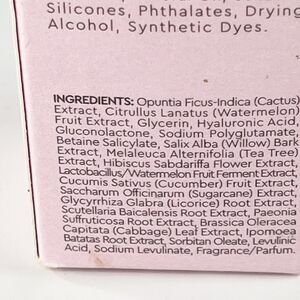 Silicones, Phthalates, Drying
Alcohol, Synthetic Dyes.
INGREDIENTS: Opuntia Ficus-Indica (Cactus)
Extract, Citrullus Lanatus (Watermelon)
Fruit Extract, Glycerin, Hyaluronic Acid,
Gluconolactone, Sodium Polyglutamate,
Betaine Salicylate, Salix Alba (Willow) Bark
Extract, Melaleuca Alternifolia (Tea Tree)
Extract, Hibiscus Sabdariffa Flower Extract,
Lactobacillus/Watermelon Fruit Ferment Extract,
Cucumis Sativus (Cucumber) Fruit Extract,
Saccharum Officinarum (Sugarcane) Extract,
Glycyrrhiza Glabra (Licorice) Root Extract,
Scutellaria Baicalensis Root Extract, Paeonia
Suffruticosa Root Extract, Brassica Oleracea
Capitata (Cabbage) Leaf Extract, Ipomoea
Batatas Root Extract, Sorbitan Oleate, Levulinic
Acid, Sodium Levulinate, Fragrance/Parfum.